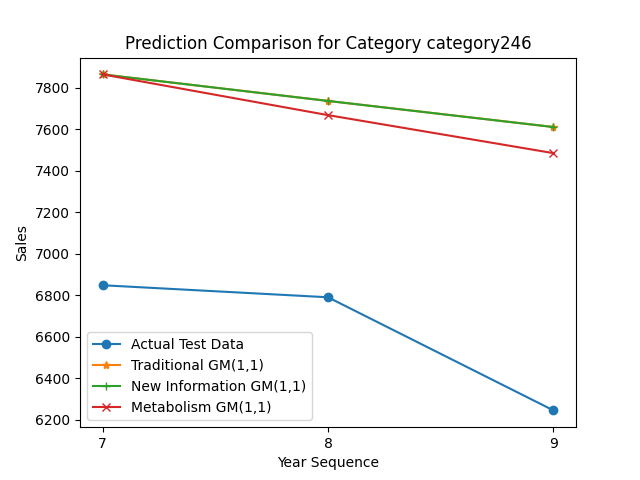 Prediction Comparison for Category category246
Sales
7800
7600
7400
7200
7000
6800
6600
6400
6200
Actual Test Data
Traditional GM(1,1)
New Information GM(1,1)
Metabolism GM(1,1)
7 8 9
Year Sequence